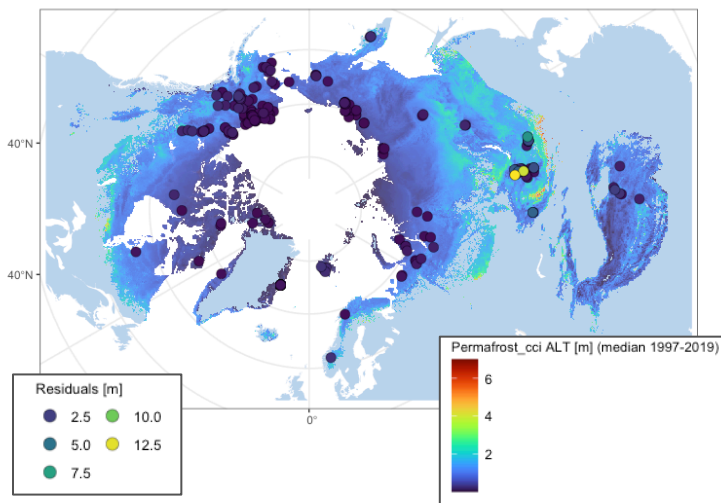 40°N
40°N
0°
Permafrost_cci ALT [m] (median 1997-2019)
6
4
2
Residuals [m]
2.5 10.0
5.0 12.5
7.5